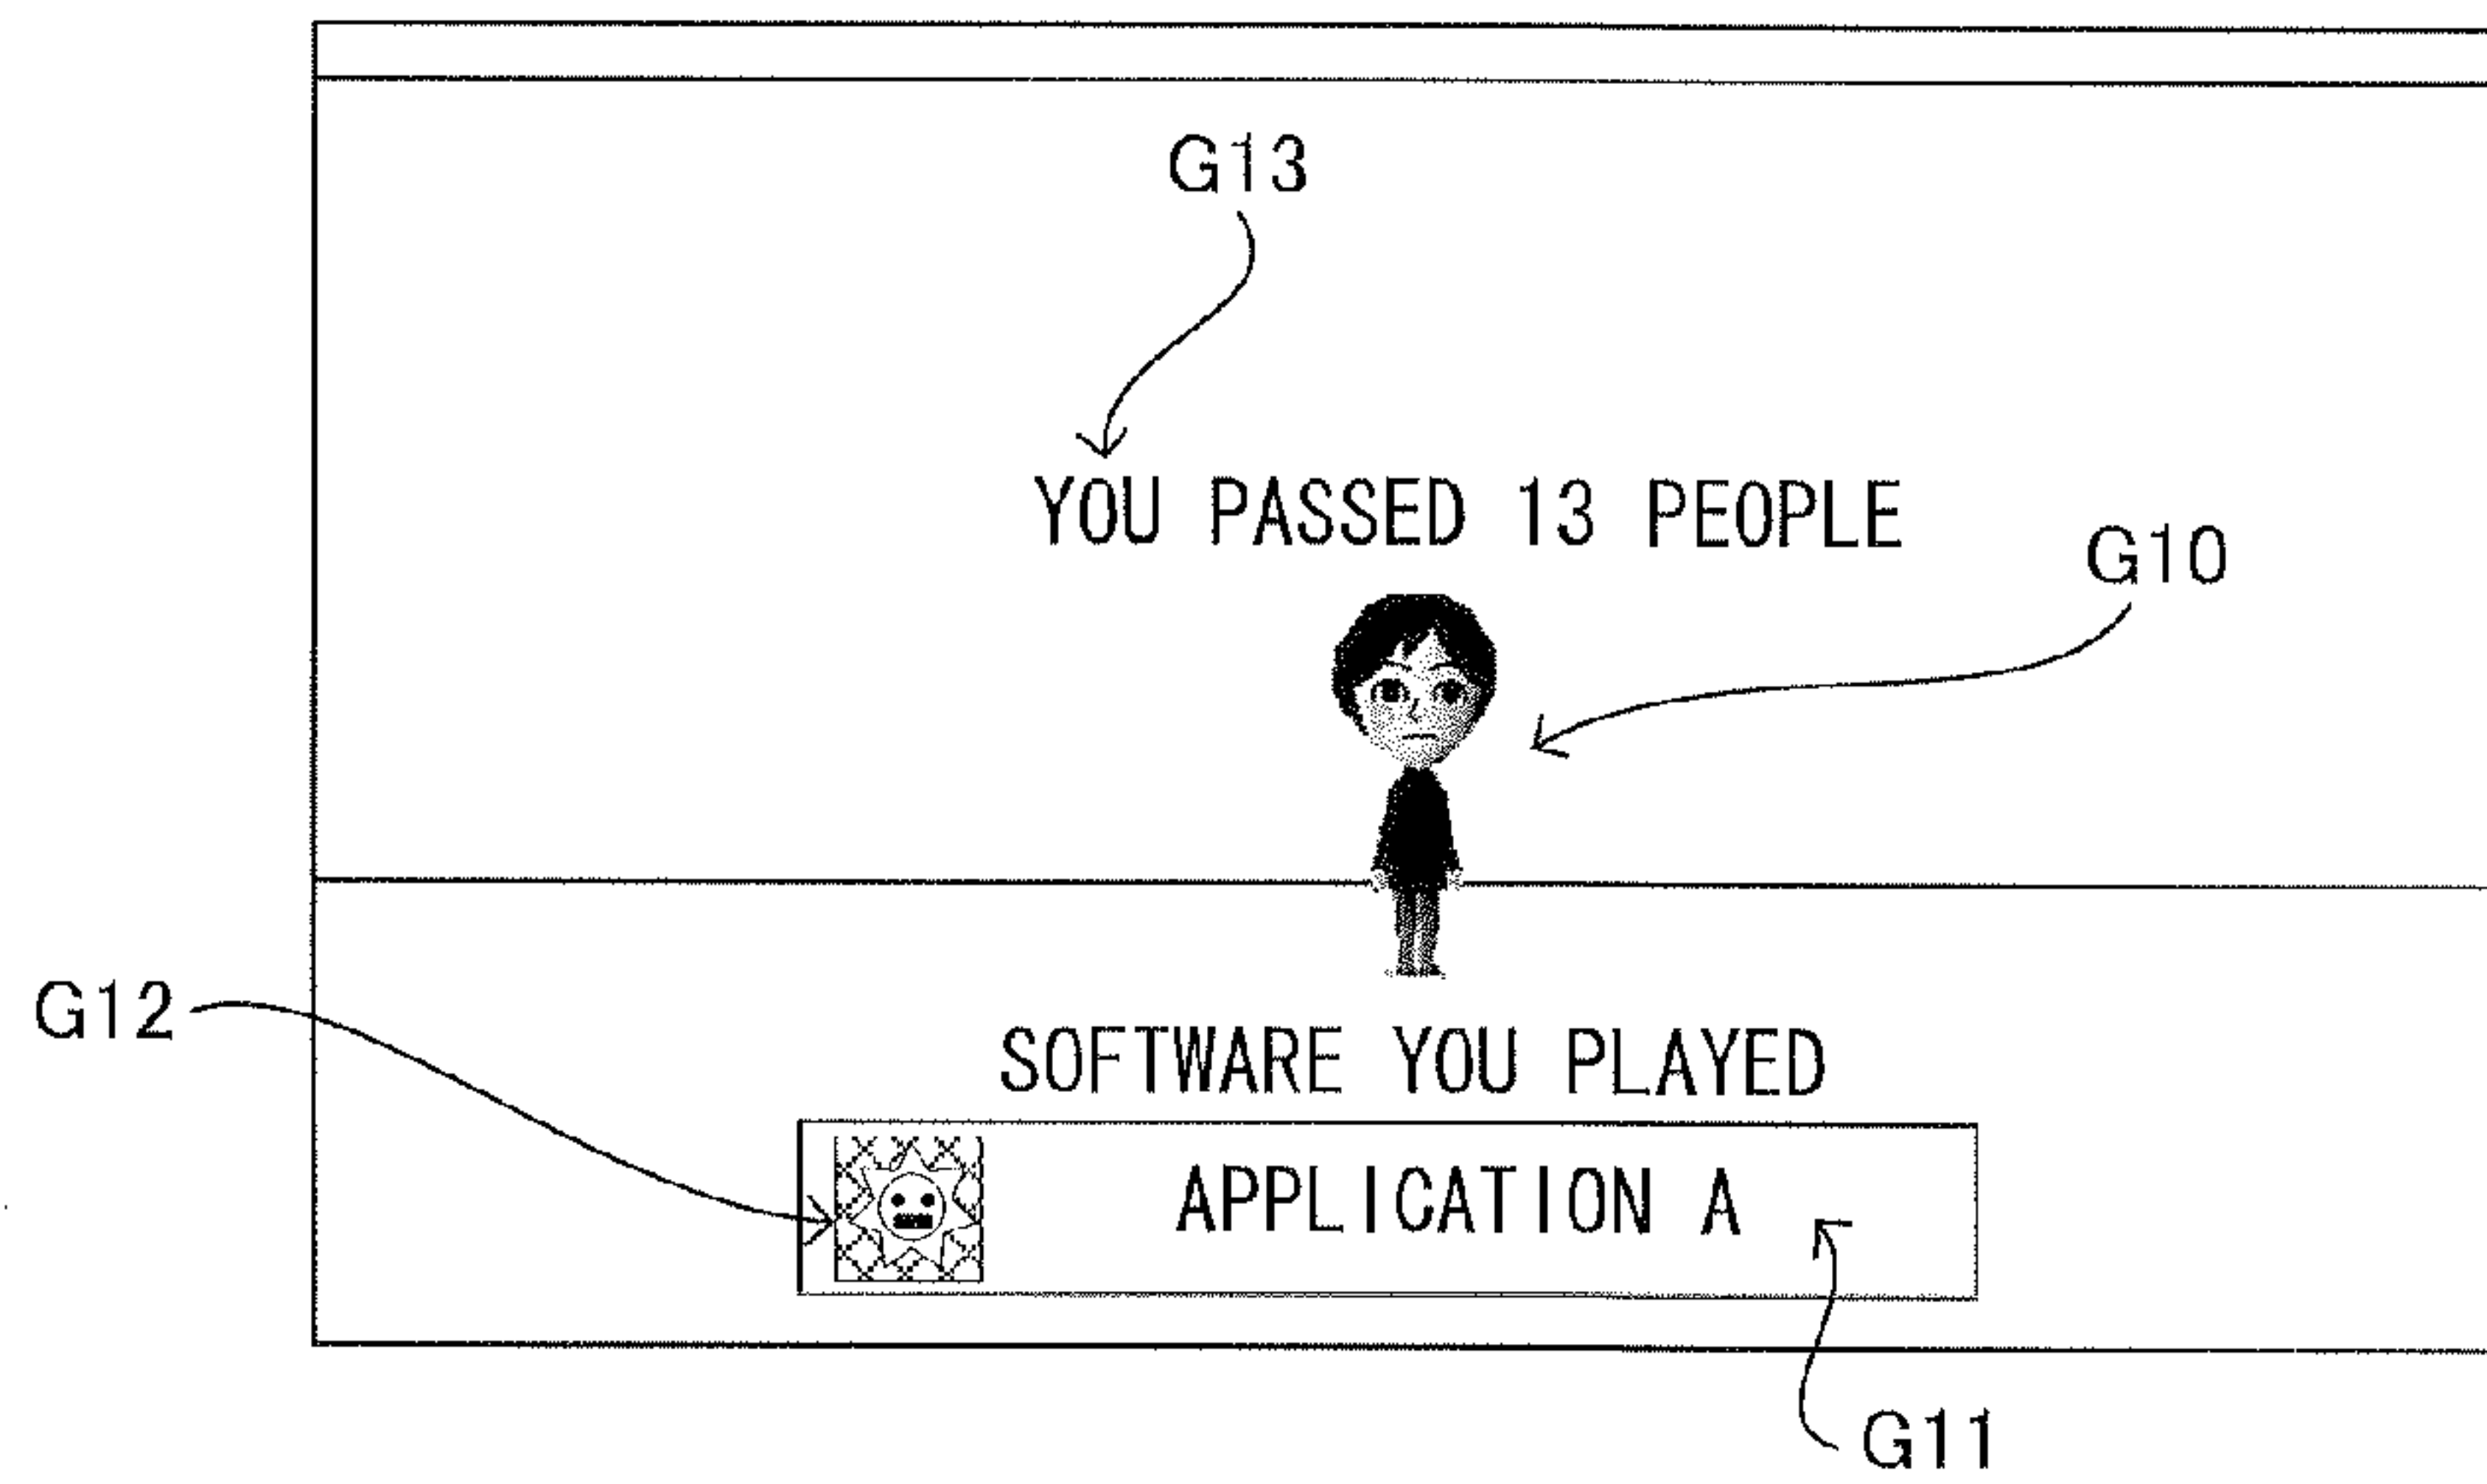 G13
YOU PASSED 13 PEOPLE
G10
G12
SOFTWARE YOU PLAYED
APPLICATION A
G11